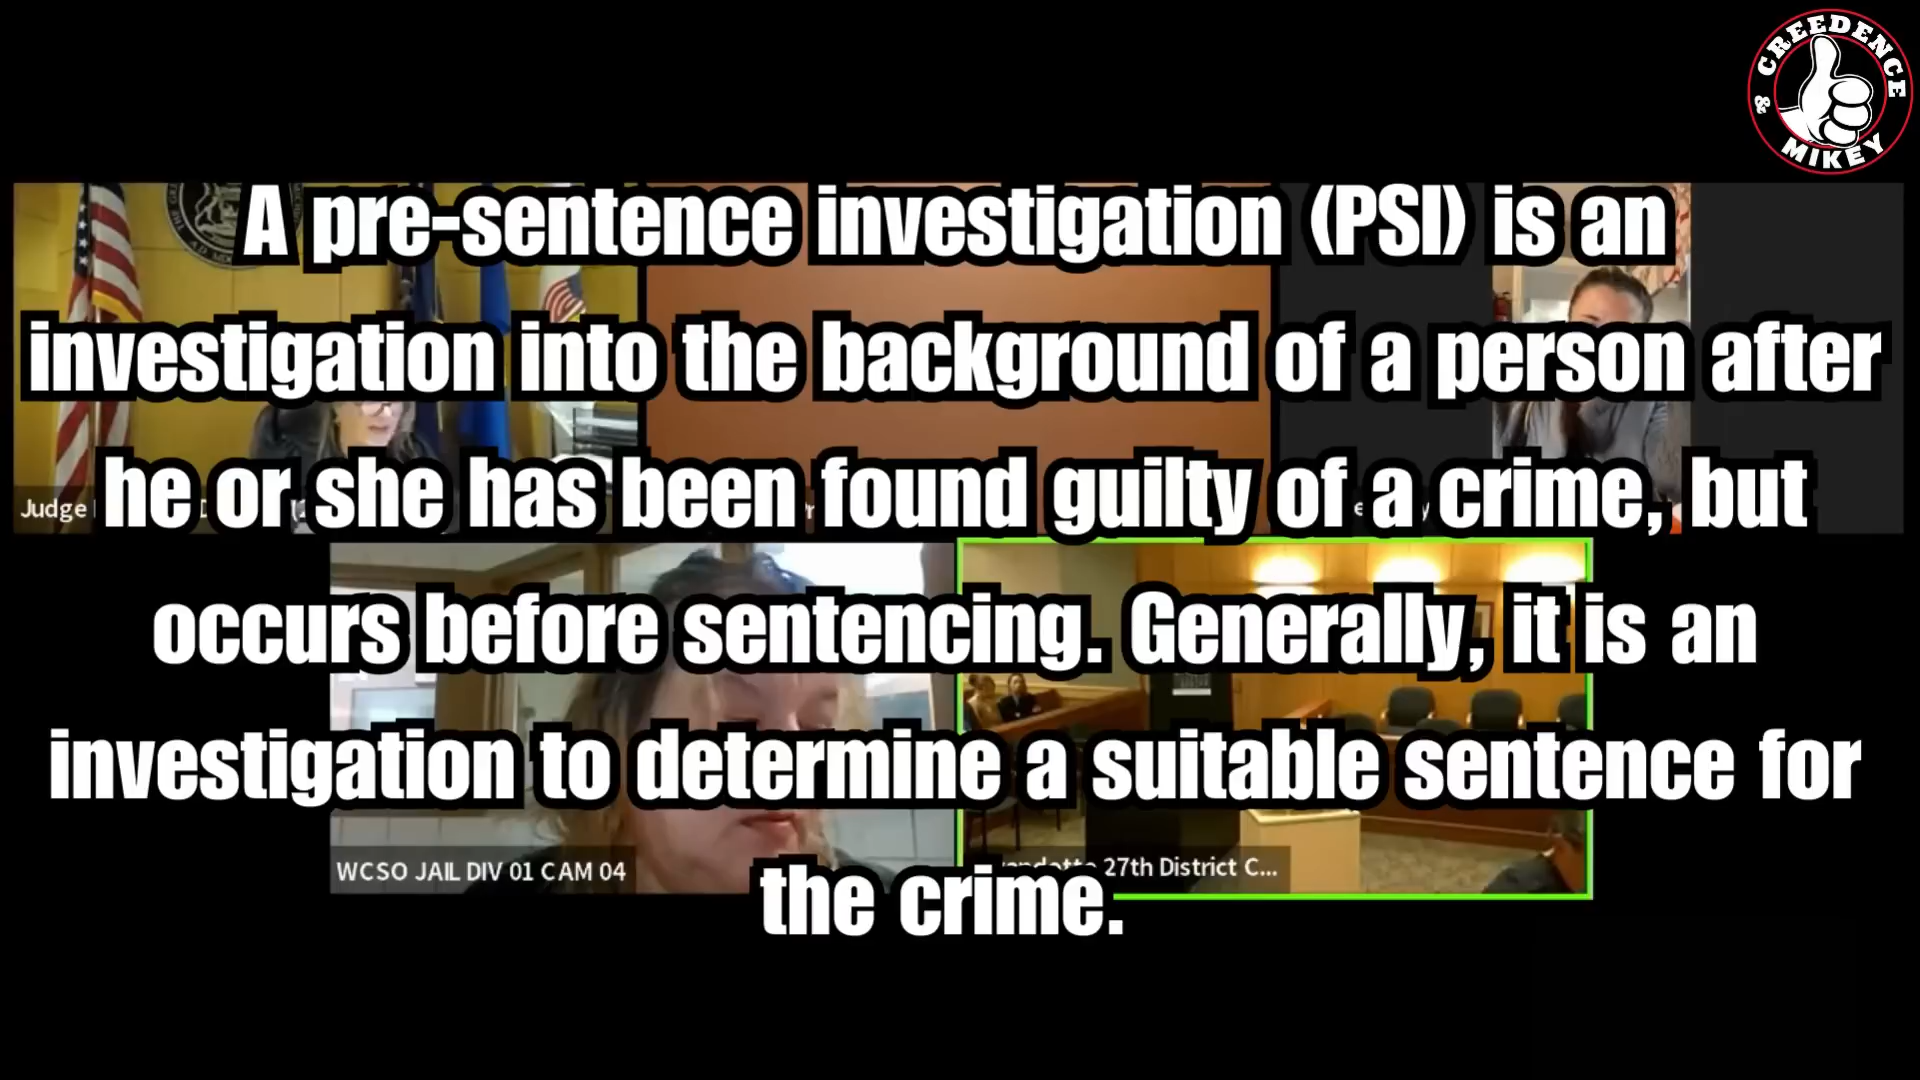 & CREEDENCE
MIKEY
A pre-sentence investigation (PSI) is an
investigation into the background of a person after
he or she has been found guilty of a crime, but
occurs before sentencing. Generally, it is an
investigation to determine a suitable sentence for
the crime.
Judge
WCSO JAIL DIV 01 CAM 04
27th District C...